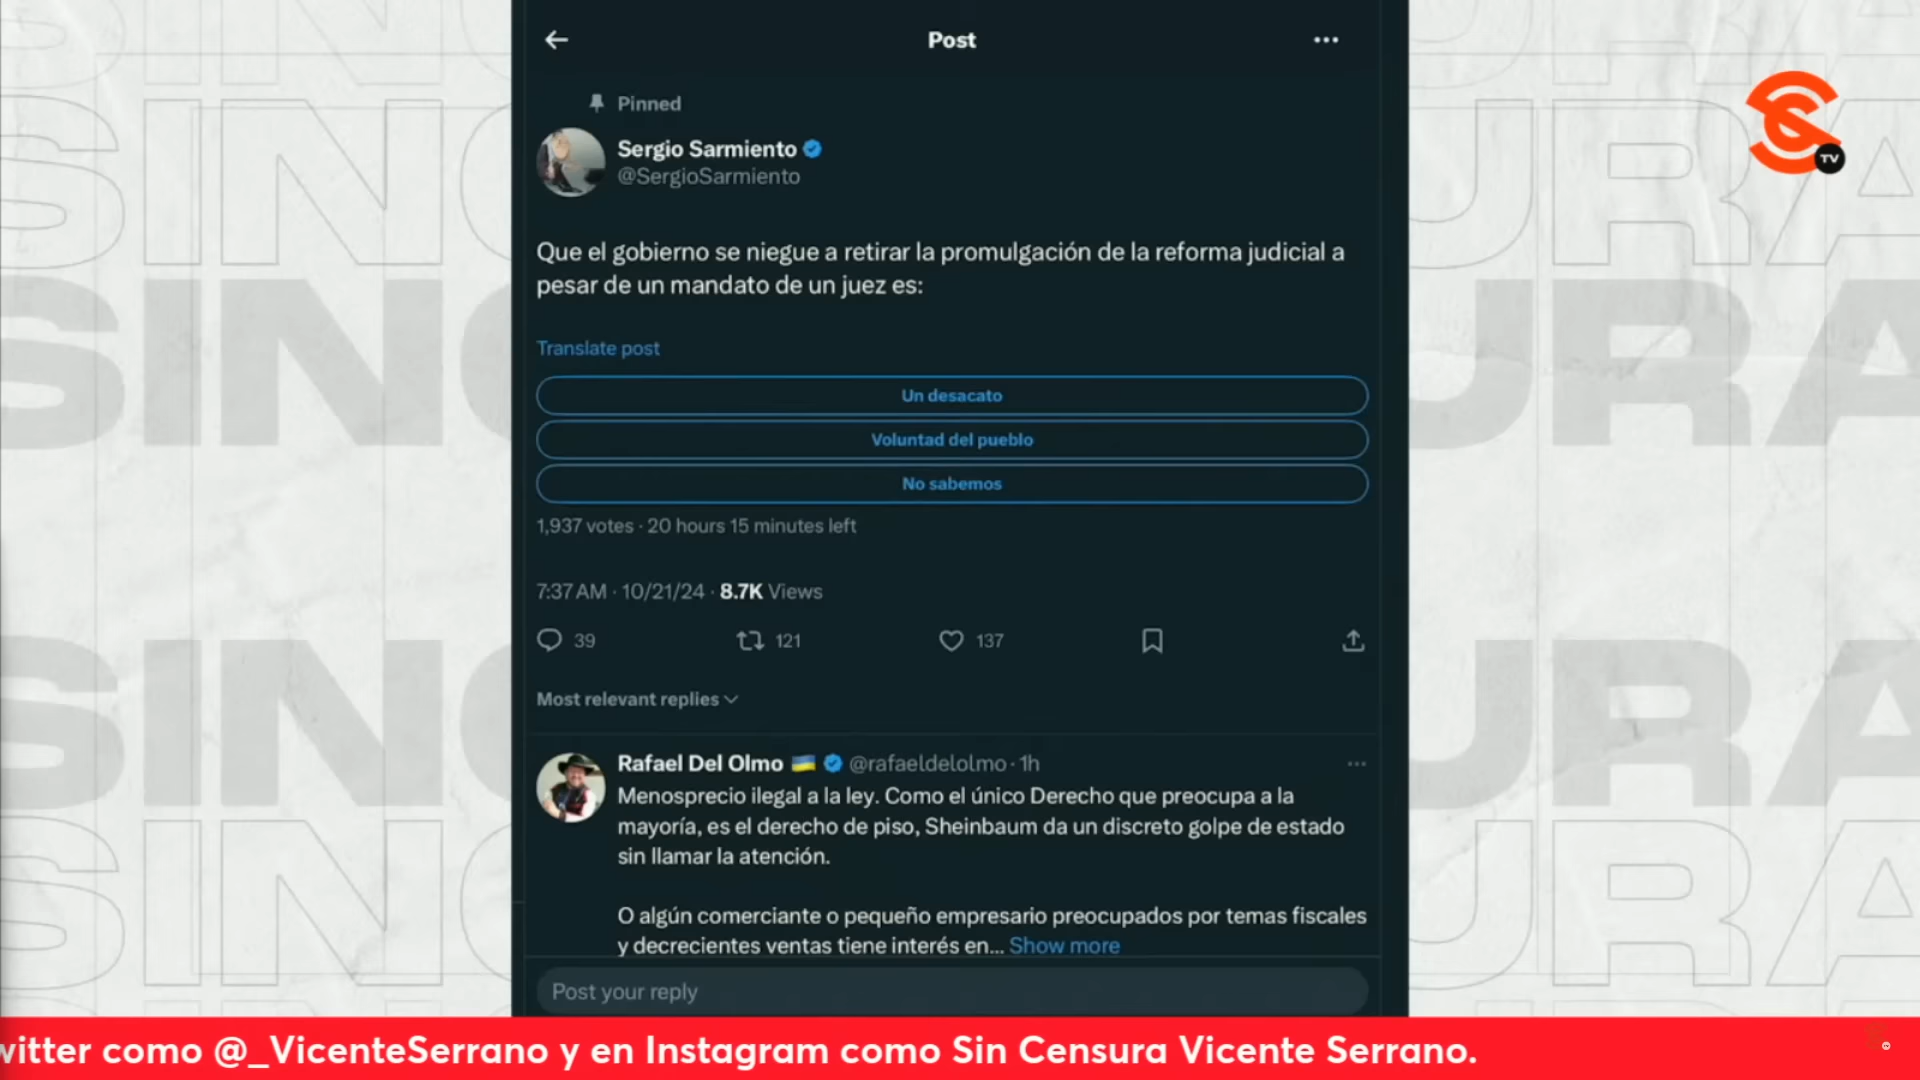 Post
Pinned
Sergio Sarmiento
@SergioSarmiento
Que el gobierno se niegue a retirar la promulgación de la reforma judicial a
pesar de un mandato de un juez es:
Translate post
Un desacato
Voluntad del pueblo
No sabemos
1,937 votes · 20 hours 15 minutes left
7:37 AM · 10/21/24 · 8.7K Views
39 121 137
Most relevant replies
Rafael Del Olmo 🇺🇦 @rafaeldelolmo · 1h
Menosprecio ilegal a la ley. Como el único Derecho que preocupa a la
mayoría, es el derecho de piso, Sheinbaum da un discreto golpe de estado
sin llamar la atención.
O algún comerciante o pequeño empresario preocupados por temas fiscales
y decrecientes ventas tiene interés en... Show more
Post your reply
TV
witter como @_VicenteSerrano y en Instagram como Sin Censura Vicente Serrano.